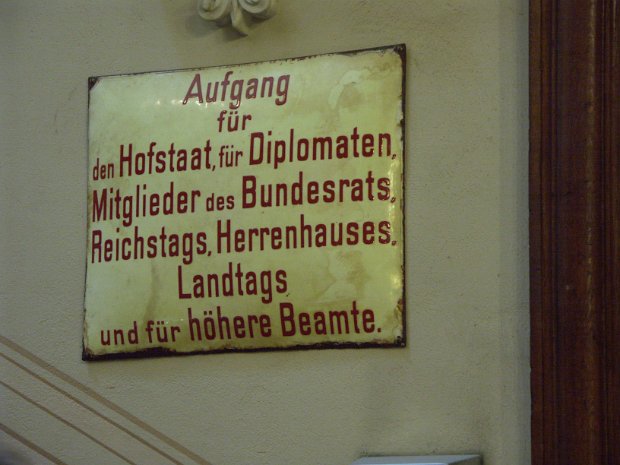 Aufgang
für
den Hofstaat, für Diplomaten,
Mitglieder des Bundesrats,
Reichstags, Herrenhauses,
Landtags
und für höhere Beamte.